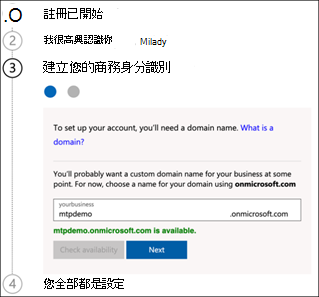 註冊已開始
2
我很高興認識你 Milady
3
建立您的商務身分識別
To set up your account, you'll need a domain name. What is a
domain?
You'll probably want a custom domain name for your business at some
point. For now, choose a name for your domain using onmicrosoft.com
yourbusiness
mtpdemo .onmicrosoft.com
mtpdemo.onmicrosoft.com is available.
Check availability Next
4
您全部都是設定